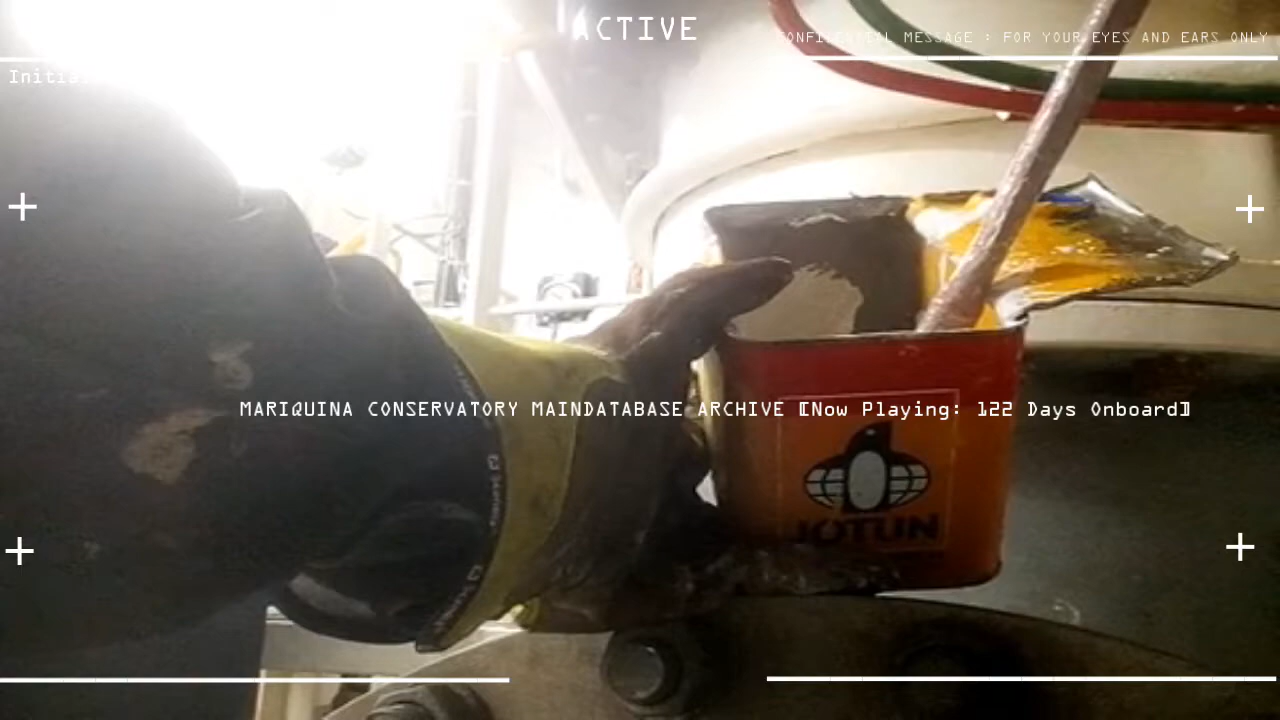 ACTIVE
CONFIDENTIAL MESSAGE : FOR YOUR EYES AND EARS ONLY
MARIQUINA CONSERVATORY MAINDATABASE ARCHIVE [Now Playing: 122 Days Onboard]
JOTUN